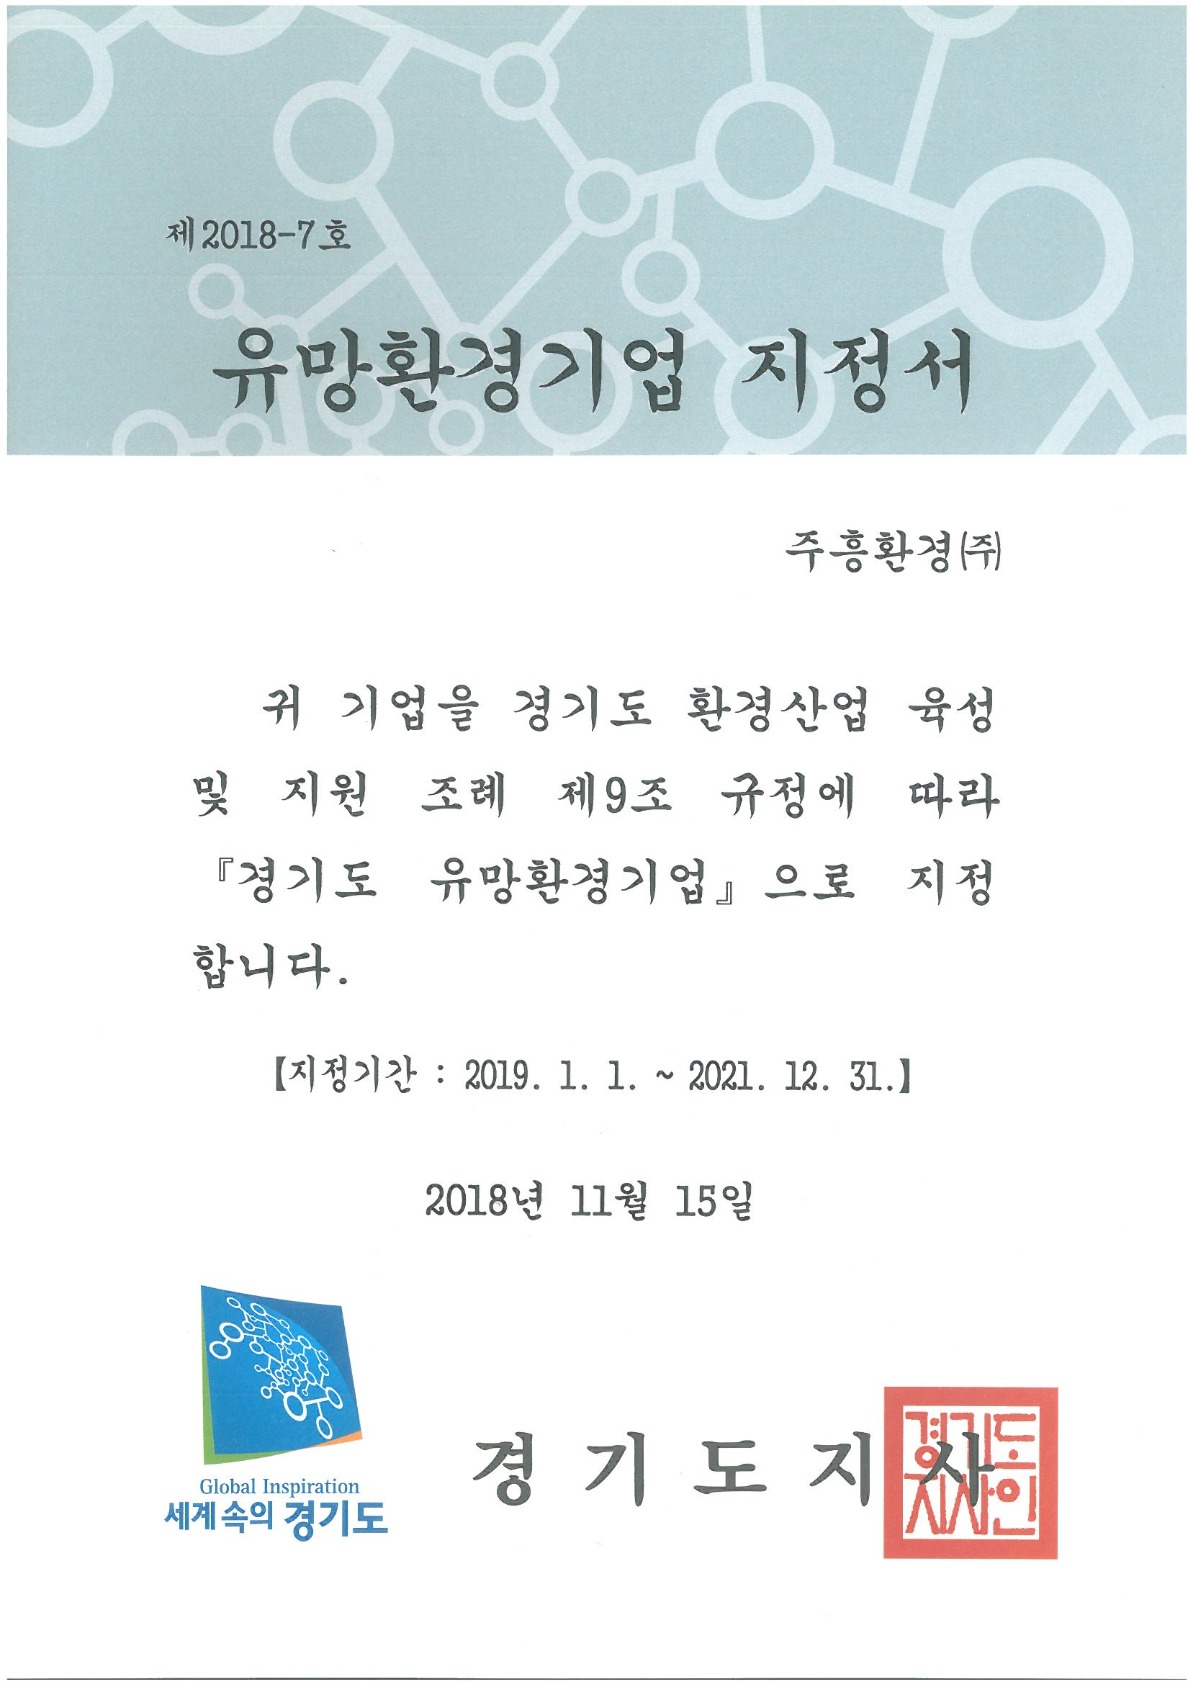 제2018-7호
유망환경기업 지정서
주흥환경(주)
귀 기업을 경기도 환경산업 육성
및 지원 조례 제9조 규정에 따라
『경기도 유망환경기업』으로 지정
합니다.
【지정기간 : 2019. 1. 1. ~ 2021. 12. 31.】
2018년 11월 15일
Global Inspiration
세계 속의 경기도
경기도지사
경기도
지사인